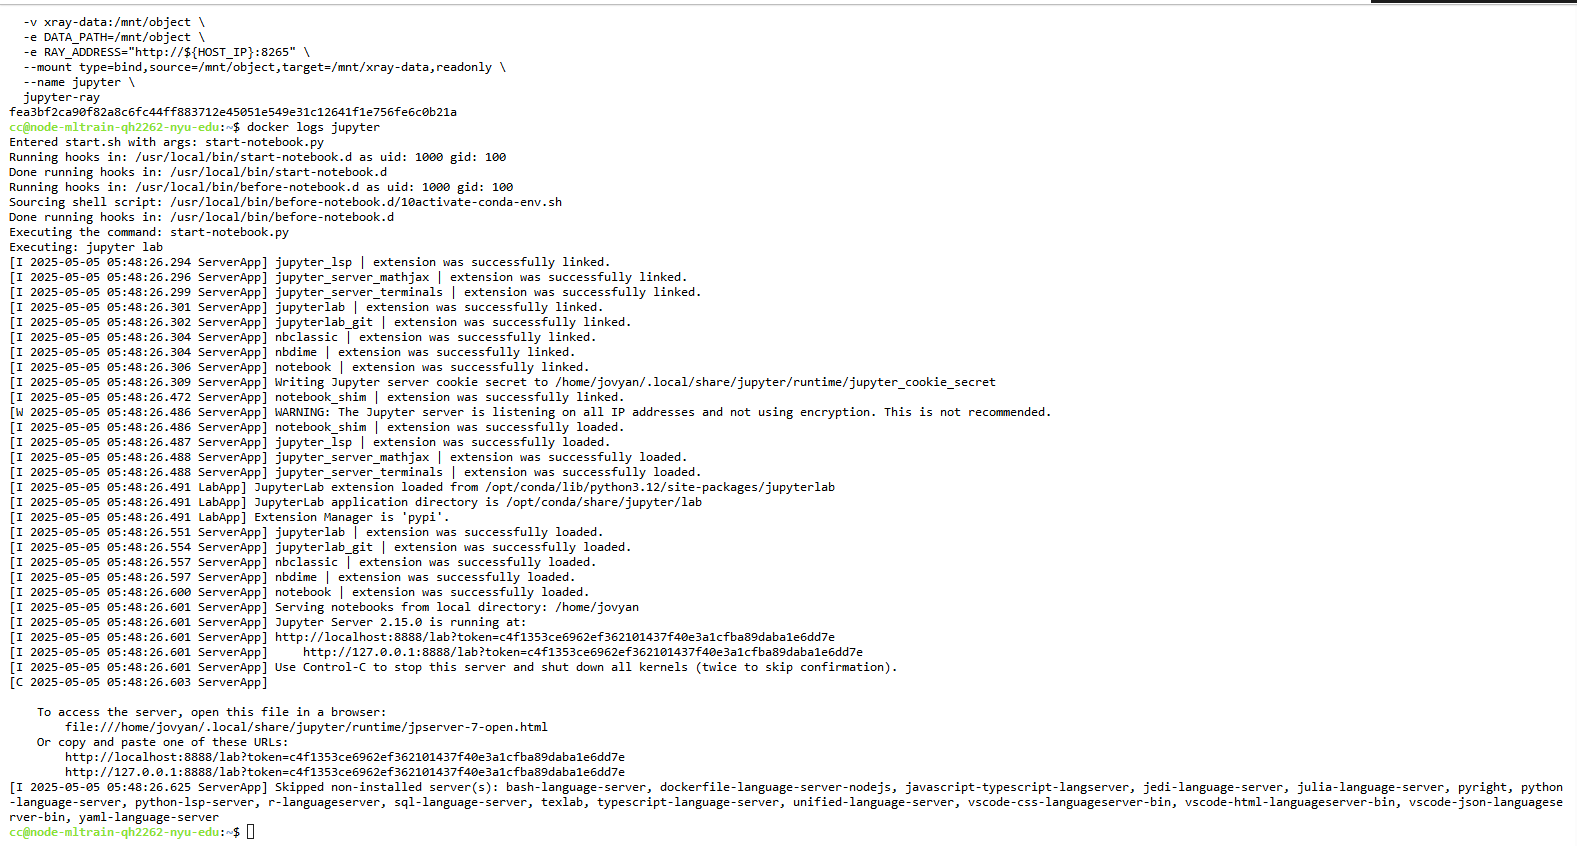 -v xray-data:/mnt/object \
-e DATA_PATH=/mnt/object \
-e RAY_ADDRESS="http://${HOST_IP}:8265" \
--mount type=bind,source=/mnt/object,target=/mnt/xray-data,readonly \
--name jupyter \
jupyter-ray
fea3bf2ca90f82a8c6fc44ff883712e45051e549e31c12641f1e756fe6c0b21a
cc@node-mltrain-qh2262-nyu-edu:~$ docker logs jupyter
Entered start.sh with args: start-notebook.py
Running hooks in: /usr/local/bin/start-notebook.d as uid: 1000 gid: 100
Done running hooks in: /usr/local/bin/start-notebook.d
Running hooks in: /usr/local/bin/before-notebook.d as uid: 1000 gid: 100
Sourcing shell script: /usr/local/bin/before-notebook.d/10activate-conda-env.sh
Done running hooks in: /usr/local/bin/before-notebook.d
Executing the command: start-notebook.py
Executing: jupyter lab
[I 2025-05-05 05:48:26.294 ServerApp] jupyter_lsp | extension was successfully linked.
[I 2025-05-05 05:48:26.296 ServerApp] jupyter_server_mathjax | extension was successfully linked.
[I 2025-05-05 05:48:26.299 ServerApp] jupyter_server_terminals | extension was successfully linked.
[I 2025-05-05 05:48:26.301 ServerApp] jupyterlab | extension was successfully linked.
[I 2025-05-05 05:48:26.302 ServerApp] jupyterlab_git | extension was successfully linked.
[I 2025-05-05 05:48:26.304 ServerApp] nbclassic | extension was successfully linked.
[I 2025-05-05 05:48:26.304 ServerApp] nbdime | extension was successfully linked.
[I 2025-05-05 05:48:26.306 ServerApp] notebook | extension was successfully linked.
[I 2025-05-05 05:48:26.309 ServerApp] Writing Jupyter server cookie secret to /home/jovyan/.local/share/jupyter/runtime/jupyter_cookie_secret
[I 2025-05-05 05:48:26.472 ServerApp] notebook_shim | extension was successfully linked.
[W 2025-05-05 05:48:26.486 ServerApp] WARNING: The Jupyter server is listening on all IP addresses and not using encryption. This is not recommended.
[I 2025-05-05 05:48:26.486 ServerApp] notebook_shim | extension was successfully loaded.
[I 2025-05-05 05:48:26.487 ServerApp] jupyter_lsp | extension was successfully loaded.
[I 2025-05-05 05:48:26.488 ServerApp] jupyter_server_mathjax | extension was successfully loaded.
[I 2025-05-05 05:48:26.488 ServerApp] jupyter_server_terminals | extension was successfully loaded.
[I 2025-05-05 05:48:26.491 LabApp] JupyterLab extension loaded from /opt/conda/lib/python3.12/site-packages/jupyterlab
[I 2025-05-05 05:48:26.491 LabApp] JupyterLab application directory is /opt/conda/share/jupyter/lab
[I 2025-05-05 05:48:26.491 LabApp] Extension Manager is 'pypi'.
[I 2025-05-05 05:48:26.551 ServerApp] jupyterlab | extension was successfully loaded.
[I 2025-05-05 05:48:26.554 ServerApp] jupyterlab_git | extension was successfully loaded.
[I 2025-05-05 05:48:26.557 ServerApp] nbclassic | extension was successfully loaded.
[I 2025-05-05 05:48:26.597 ServerApp] nbdime | extension was successfully loaded.
[I 2025-05-05 05:48:26.600 ServerApp] notebook | extension was successfully loaded.
[I 2025-05-05 05:48:26.601 ServerApp] Serving notebooks from local directory: /home/jovyan
[I 2025-05-05 05:48:26.601 ServerApp] Jupyter Server 2.15.0 is running at:
[I 2025-05-05 05:48:26.601 ServerApp] http://localhost:8888/lab?token=c4f1353ce6962ef362101437f40e3a1cfba89daba1e6dd7e
[I 2025-05-05 05:48:26.601 ServerApp]     http://127.0.0.1:8888/lab?token=c4f1353ce6962ef362101437f40e3a1cfba89daba1e6dd7e
[I 2025-05-05 05:48:26.601 ServerApp] Use Control-C to stop this server and shut down all kernels (twice to skip confirmation).
[C 2025-05-05 05:48:26.603 ServerApp]
To access the server, open this file in a browser:
file:///home/jovyan/.local/share/jupyter/runtime/jpserver-7-open.html
Or copy and paste one of these URLs:
http://localhost:8888/lab?token=c4f1353ce6962ef362101437f40e3a1cfba89daba1e6dd7e
http://127.0.0.1:8888/lab?token=c4f1353ce6962ef362101437f40e3a1cfba89daba1e6dd7e
[I 2025-05-05 05:48:26.625 ServerApp] Skipped non-installed server(s): bash-language-server, dockerfile-language-server-nodejs, javascript-typescript-langserver, jedi-language-server, julia-language-server, pyright, python
-language-server, python-lsp-server, r-languageserver, sql-language-server, texlab, typescript-language-server, unified-language-server, vscode-css-languageserver-bin, vscode-html-languageserver-bin, vscode-json-languagese
rver-bin, yaml-language-server
cc@node-mltrain-qh2262-nyu-edu:~$